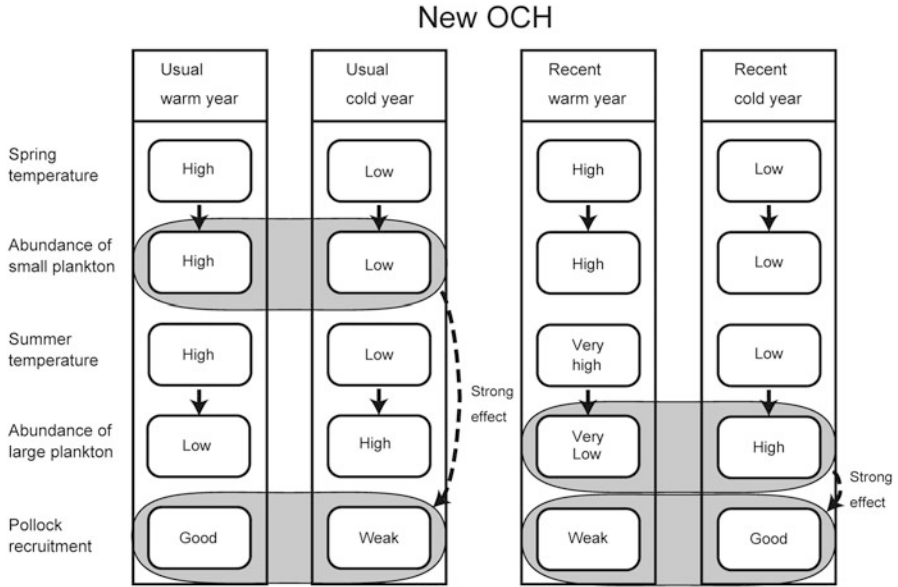 New OCH
Usual
warm year
Usual
cold year
Recent
warm year
Recent
cold year
Spring
temperature
High
Low
High
Low
Abundance of
small plankton
High
Low
High
Low
Summer
temperature
High
Low
Very
high
Low
Strong
effect
Abundance of
large plankton
Low
High
Very
Low
High
Strong
effect
Pollock
recruitment
Good
Weak
Weak
Good